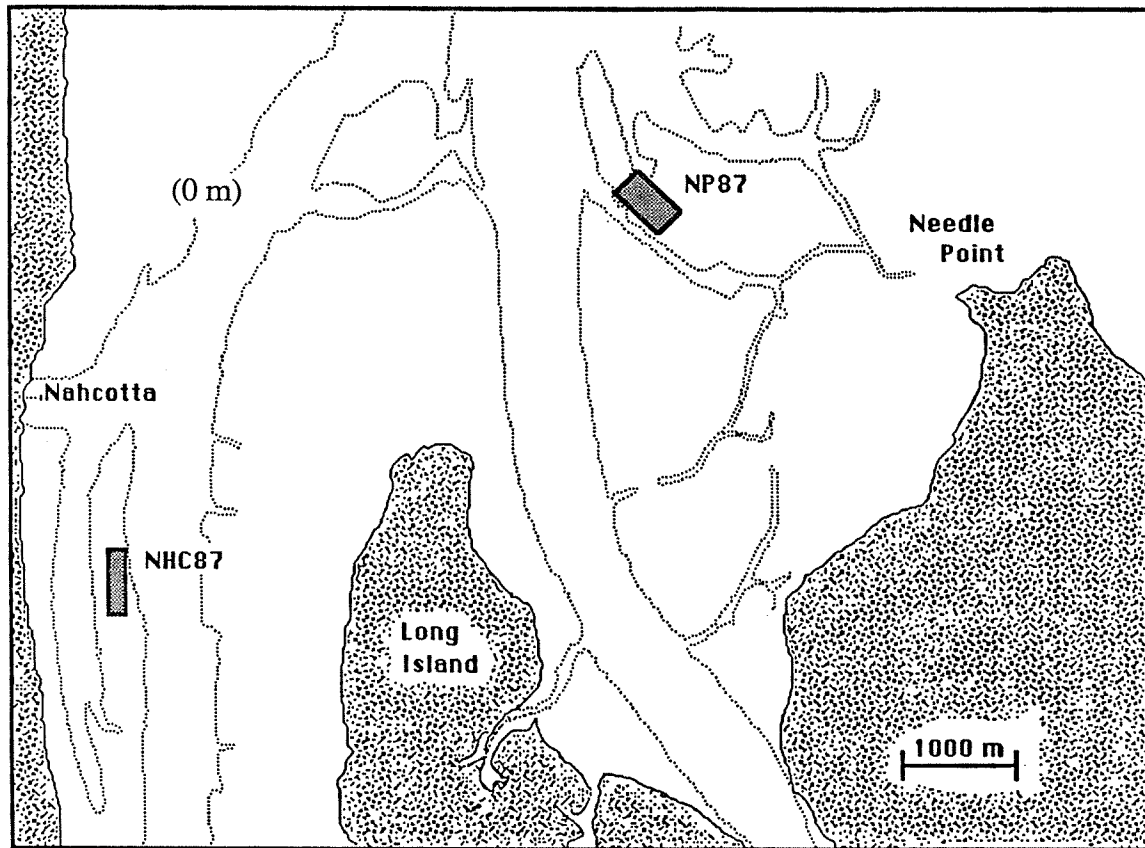 (0 m)
NP87
Needle
Point
Nahcotta
NHC87
Long
Island
1000 m